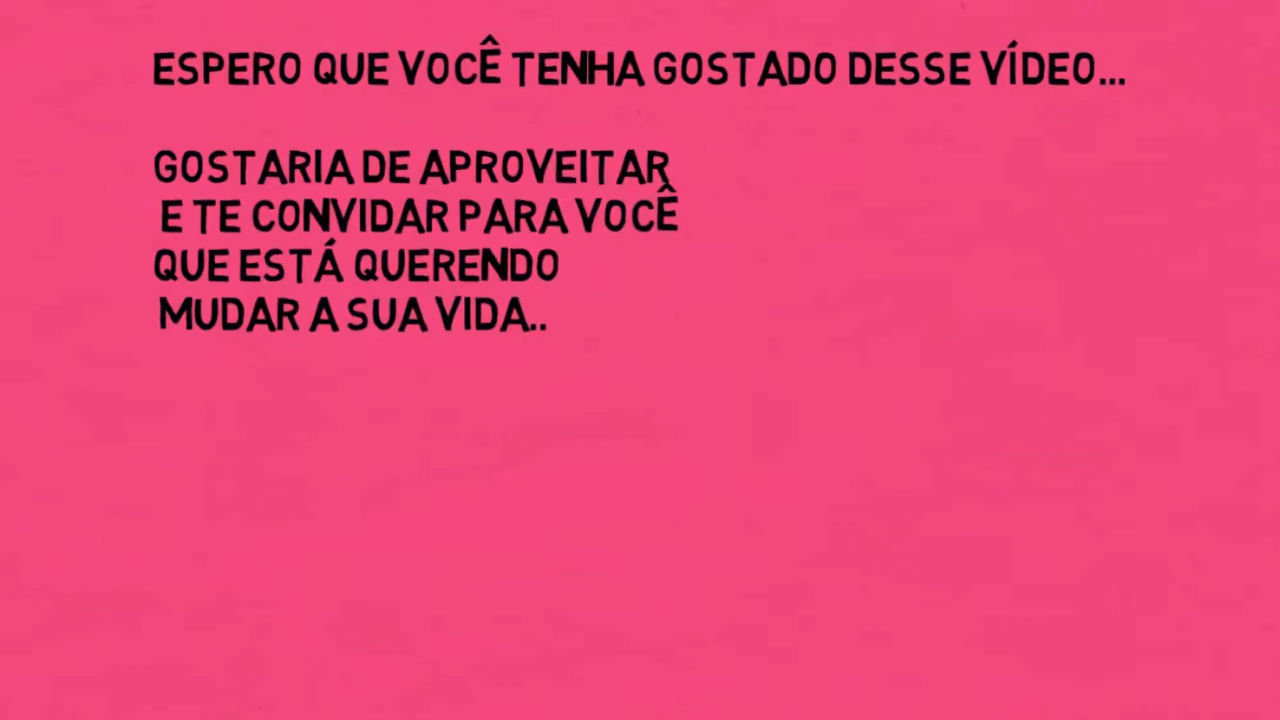 ESPERO QUE VOCÊ TENHA GOSTADO DESSE VÍDEO...
GOSTARIA DE APROVEITAR
E TE CONVIDAR PARA VOCÊ
QUE ESTÁ QUERENDO
MUDAR A SUA VIDA..